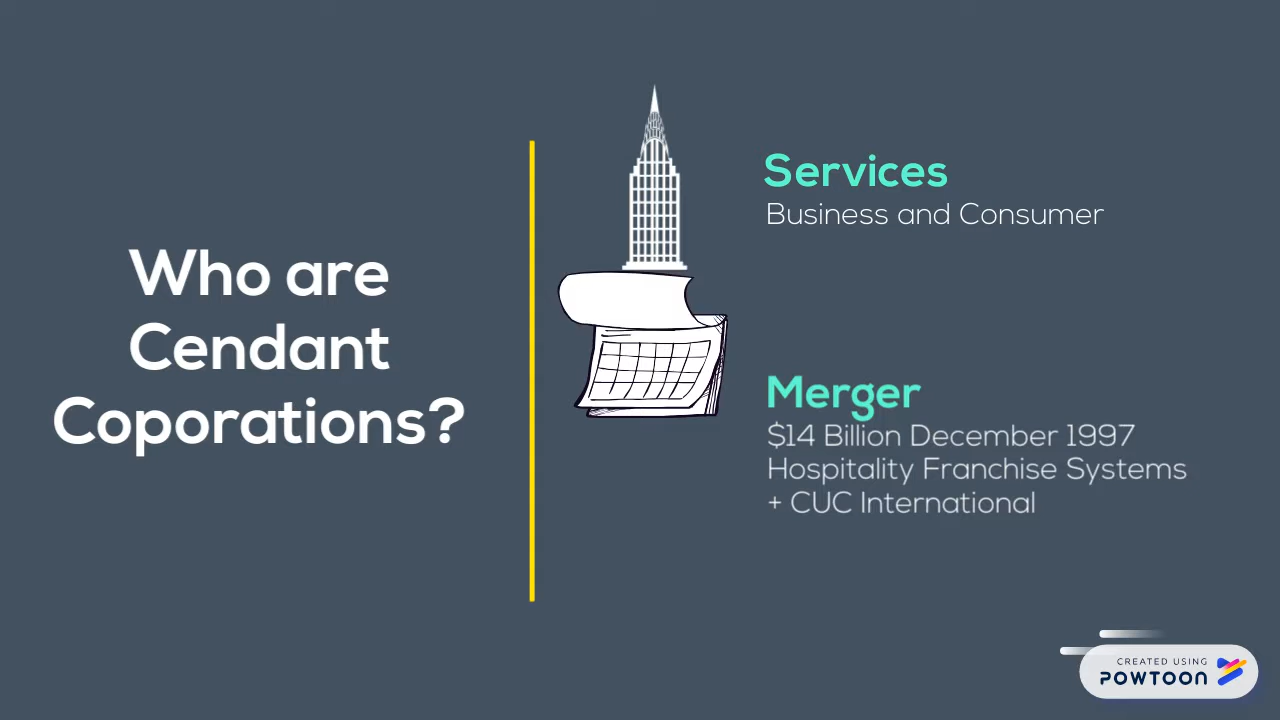 Who are
Cendant
Coporations?
Services
Business and Consumer
Merger
$14 Billion December 1997
Hospitality Franchise Systems
+ CUC International
CREATED USING
POWTOON